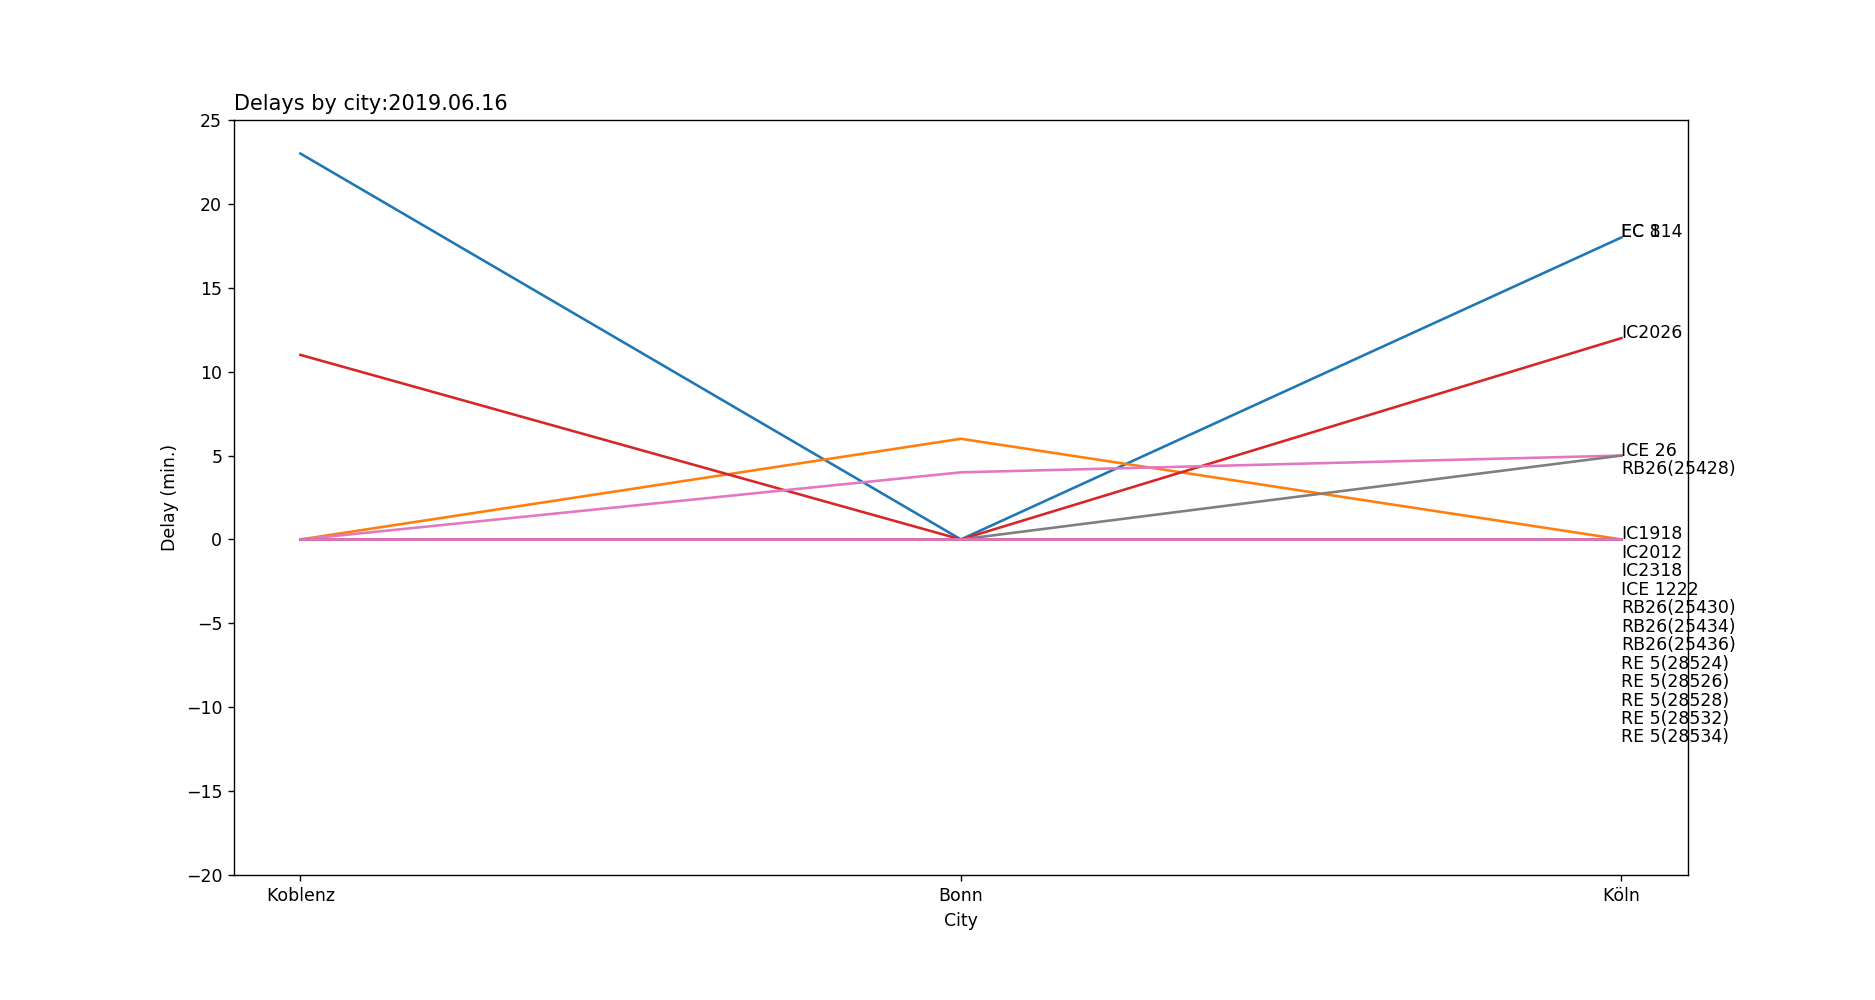 Delays by city:2019.06.16
25
20
15
10
5
0
−5
−10
−15
−20
Delay (min.)
Koblenz
Bonn
Köln
City
EC 114
IC2026
ICE 26
RB26(25428)
IC1918
IC2012
IC2318
ICE 1222
RB26(25430)
RB26(25434)
RB26(25436)
RE 5(28524)
RE 5(28526)
RE 5(28528)
RE 5(28532)
RE 5(28534)